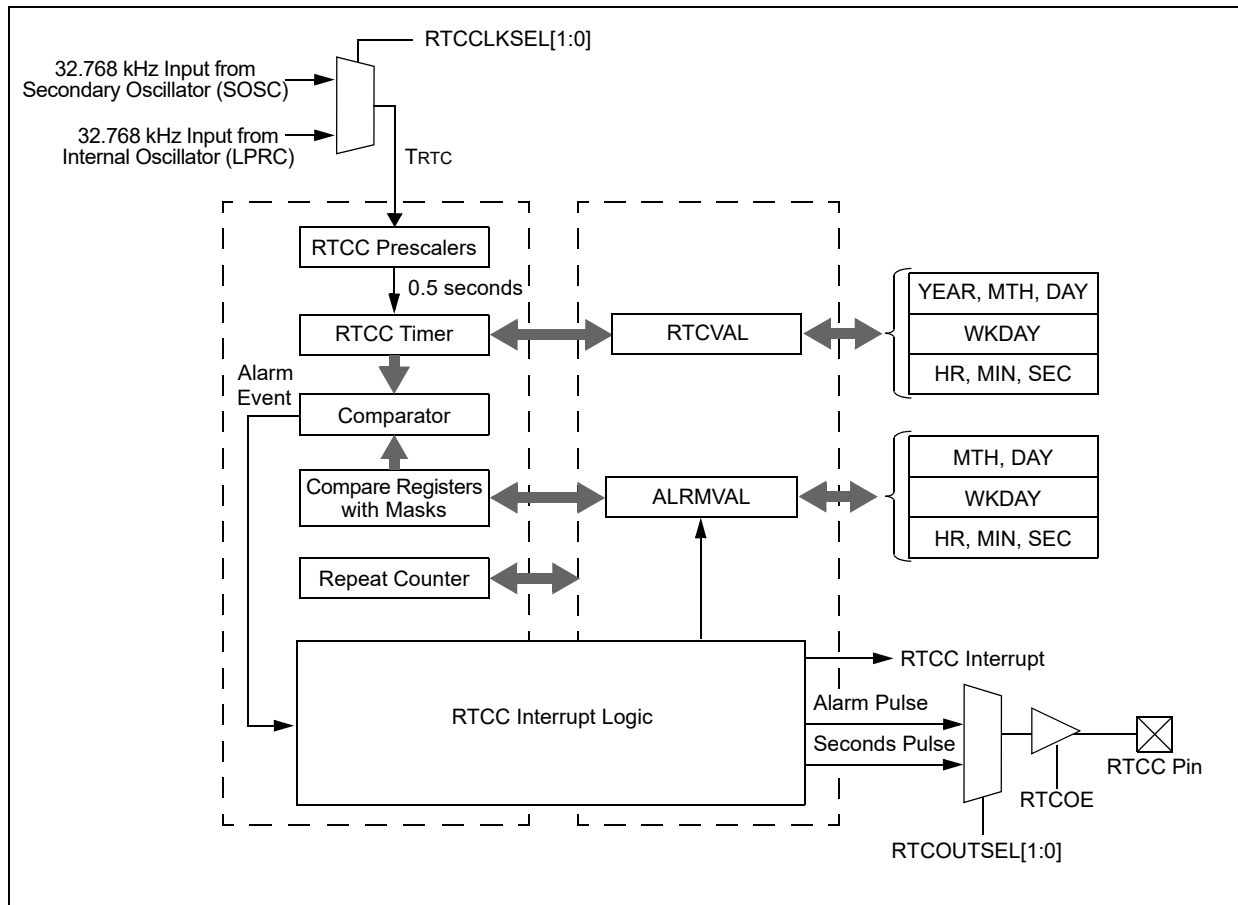 RTCCLKSEL[1:0]
32.768 kHz Input from
Secondary Oscillator (SOSC)
32.768 kHz Input from
Internal Oscillator (LPRC)
TRTC
RTCC Prescalers
0.5 seconds
RTCC Timer
RTCVAL
YEAR, MTH, DAY
WKDAY
HR, MIN, SEC
Alarm
Event
Comparator
Compare Registers
with Masks
ALRMVAL
MTH, DAY
WKDAY
HR, MIN, SEC
Repeat Counter
RTCC Interrupt Logic
RTCC Interrupt
Alarm Pulse
Seconds Pulse
RTCC Pin
RTCOE
RTCOUTSEL[1:0]